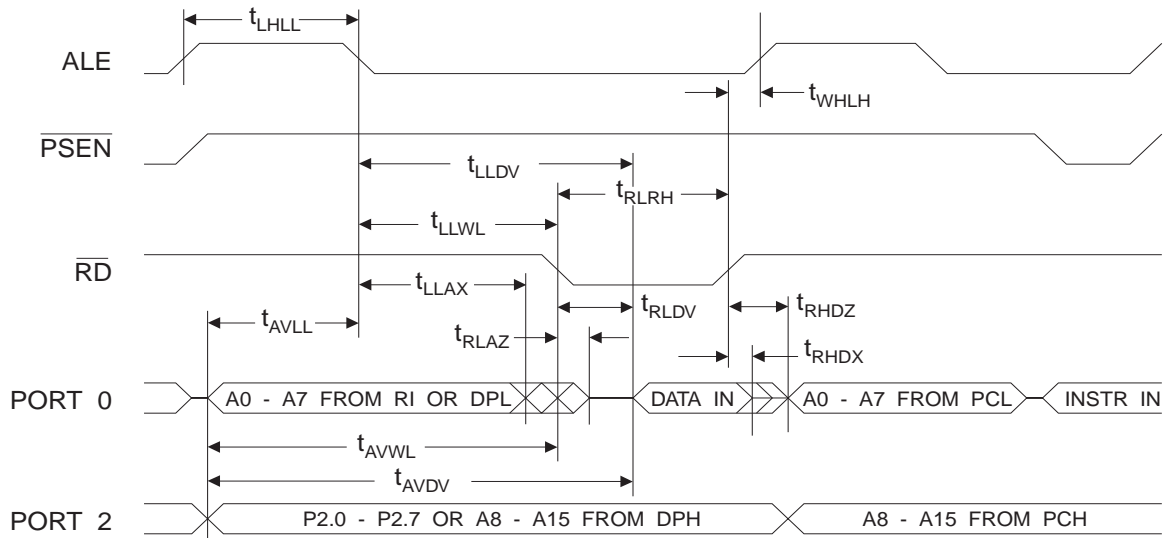 tLHLL
ALE
tWHLH
PSEN
tLLDV
tRLRH
tLLWL
RD
tLLAX
tRLDV
tRHDZ
tAVLL
tRLAZ
tRHDX
PORT 0
A0 - A7 FROM RI OR DPL
DATA IN
A0 - A7 FROM PCL
INSTR IN
tAVWL
tAVDV
PORT 2
P2.0 - P2.7 OR A8 - A15 FROM DPH
A8 - A15 FROM PCH